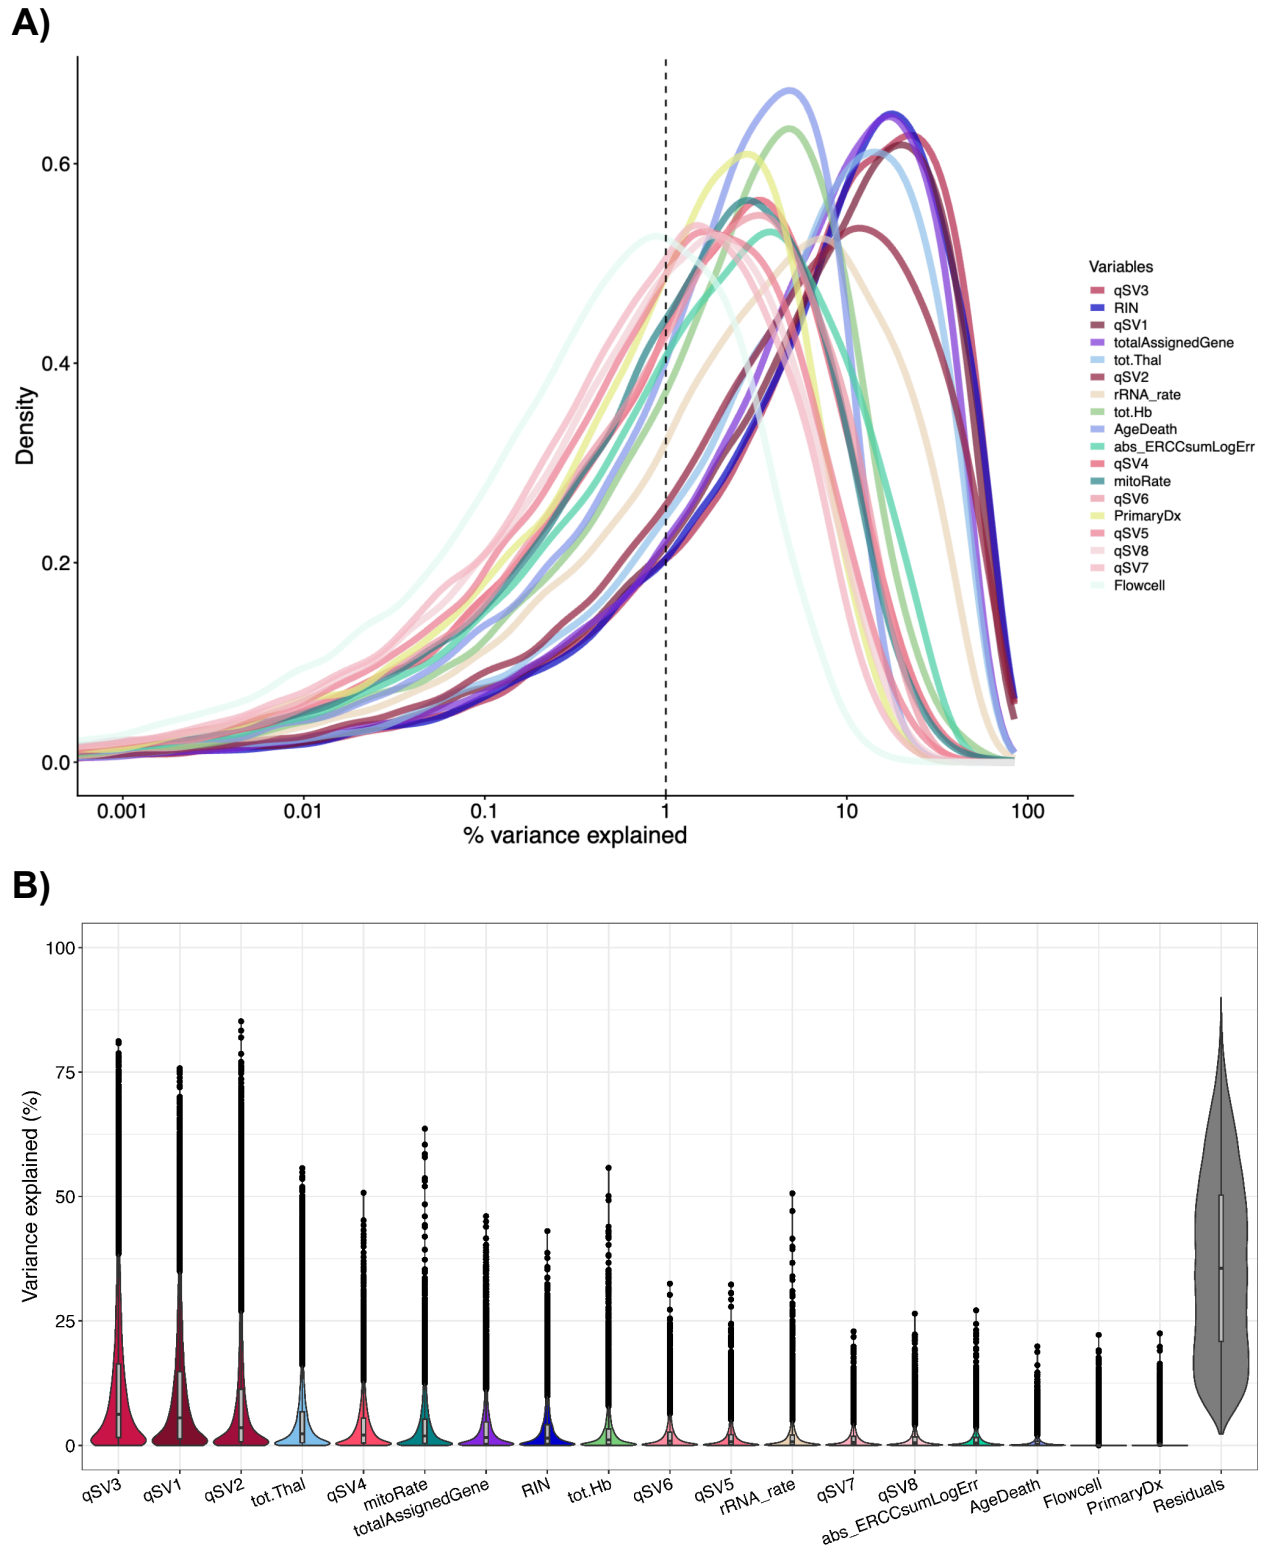 A)
Density
0.6
0.4
0.2
0.0
0.001 0.01 0.1 1 10 100
% variance explained
Variables
qSV3
RIN
qSV1
totalAssignedGene
tot.Thal
qSV2
rRNA_rate
tot.Hb
AgeDeath
abs_ERCCsumLogErr
qSV4
mitoRate
qSV6
PrimaryDx
qSV5
qSV8
qSV7
Flowcell
B)
Variance explained (%)
100
75
50
25
0
qSV3 qSV1 qSV2 tot.Thal qSV4 mitoRate totalAssignedGene RIN tot.Hb qSV6 qSV5 rRNA_rate qSV7 qSV8 abs_ERCCsumLogErr AgeDeath Flowcell PrimaryDx Residuals